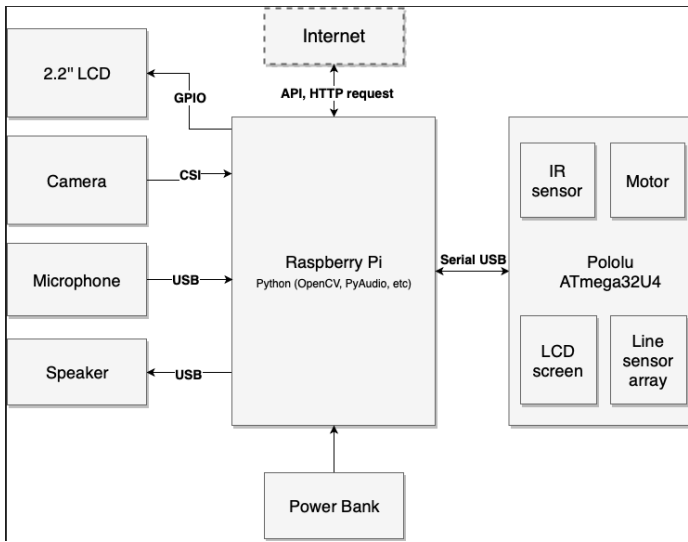 Internet
2.2" LCD
GPIO
API, HTTP request
Camera
CSI
IR
sensor
Motor
Microphone
USB
Raspberry Pi
Python (OpenCV, PyAudio, etc)
Serial USB
Pololu
ATmega32U4
Speaker
USB
LCD
screen
Line
sensor
array
Power Bank